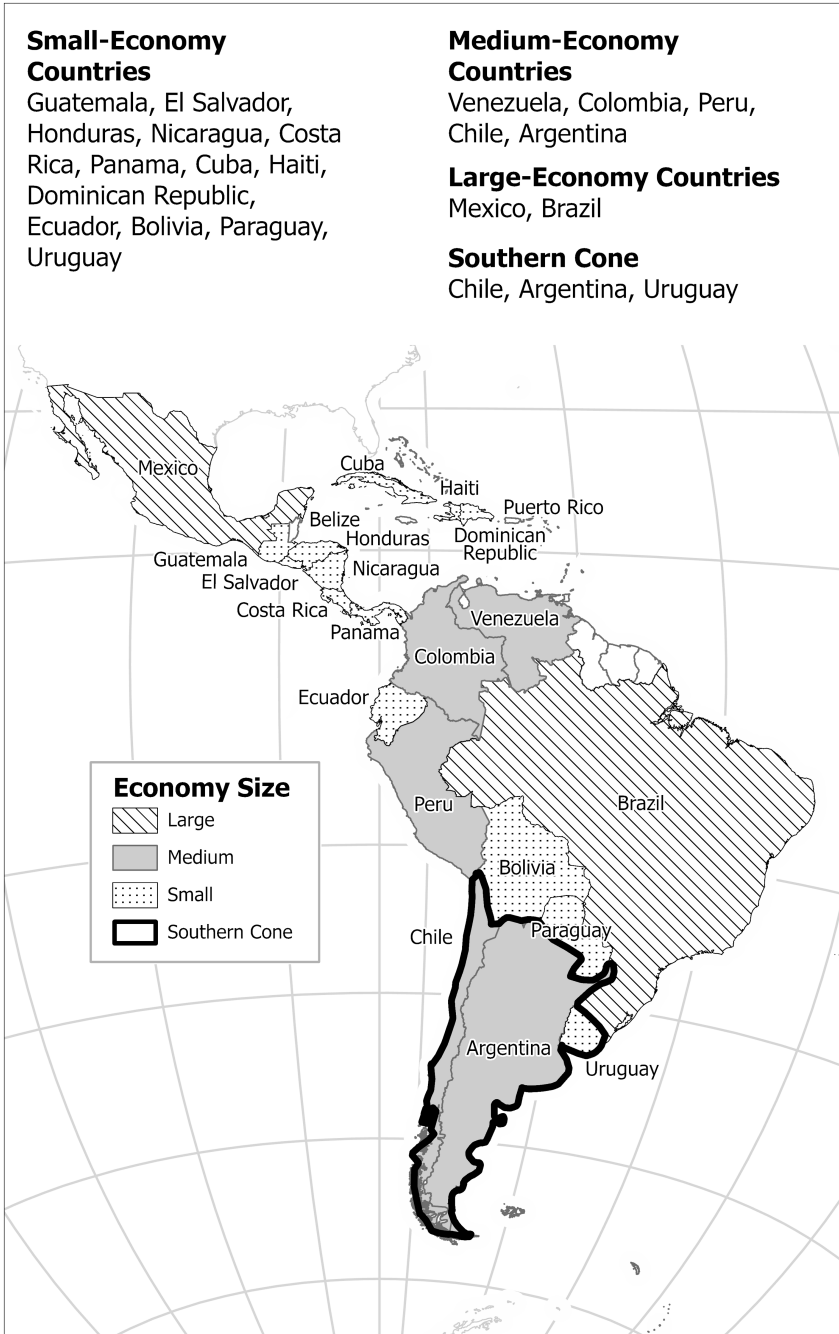 Small-Economy
Countries
Guatemala, El Salvador,
Honduras, Nicaragua, Costa
Rica, Panama, Cuba, Haiti,
Dominican Republic,
Ecuador, Bolivia, Paraguay,
Uruguay
Medium-Economy
Countries
Venezuela, Colombia, Peru,
Chile, Argentina
Large-Economy Countries
Mexico, Brazil
Southern Cone
Chile, Argentina, Uruguay
Mexico
Cuba
Haiti
Puerto Rico
Belize
Dominican
Republic
Honduras
Guatemala
Nicaragua
El Salvador
Costa Rica
Panama
Venezuela
Colombia
Ecuador
Peru
Brazil
Bolivia
Chile
Paraguay
Argentina
Uruguay
Economy Size
Large
Medium
Small
Southern Cone